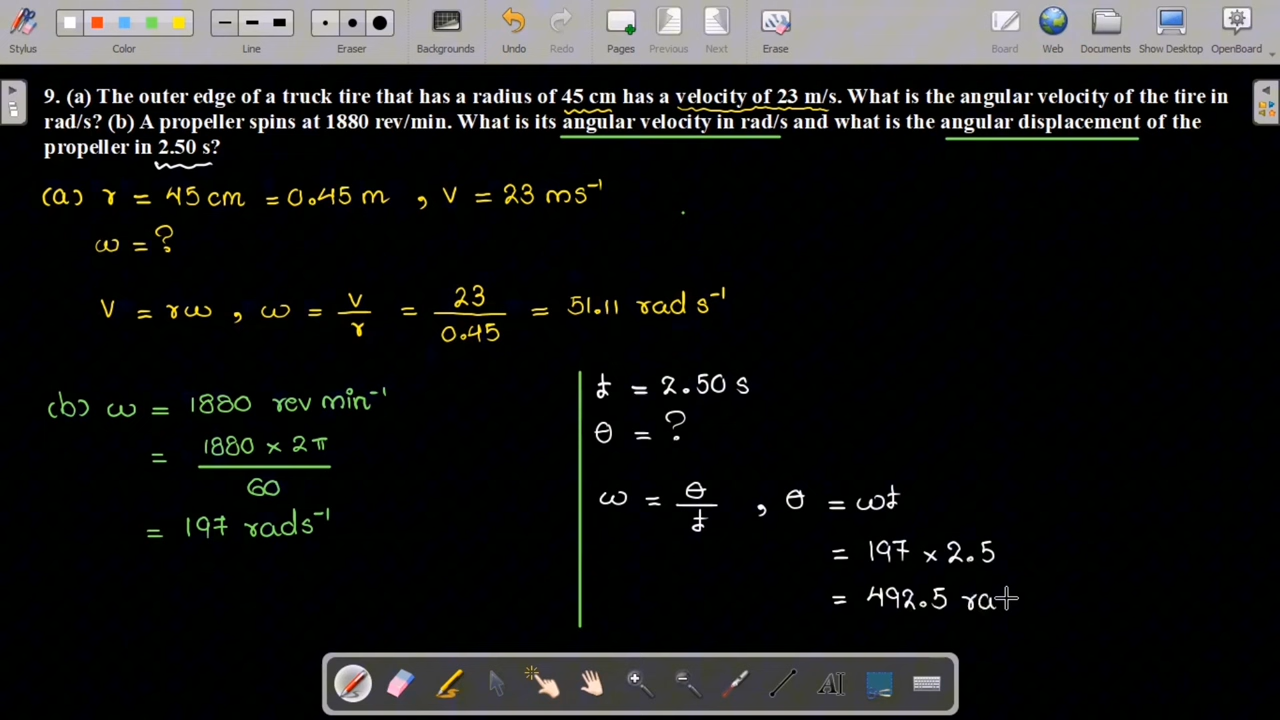 Stylus Color Line Eraser Backgrounds Undo Redo Pages Previous Next Erase Board Web Documents Show Desktop OpenBoard
9. (a) The outer edge of a truck tire that has a radius of 45 cm has a velocity of 23 m/s. What is the angular velocity of the tire in
rad/s? (b) A propeller spins at 1880 rev/min. What is its angular velocity in rad/s and what is the angular displacement of the
propeller in 2.50 s?
(a) r = 45 cm = 0.45 m , V = 23 ms⁻¹
ω = ?
V = rω , ω = v/r = 23/0.45 = 51.11 rad s⁻¹
(b) ω = 1880 rev min⁻¹
= 1880 × 2π / 60
= 197 rads⁻¹
t = 2.50 s
θ = ?
ω = θ/t , θ = ωt
= 197 × 2.5
= 492.5 ra
AI